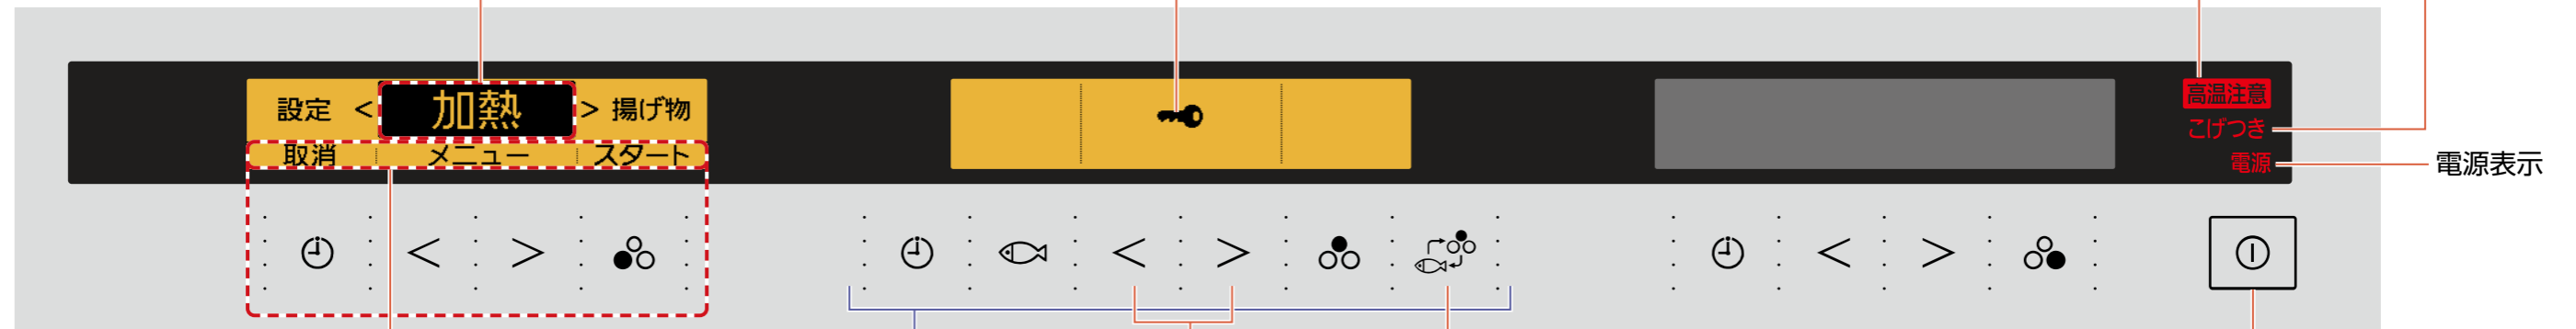 設定 < 加熱 > 揚げ物
取消 メニュー スタート
高温注意
こげつき
電源
電源表示
< >
< >
< >